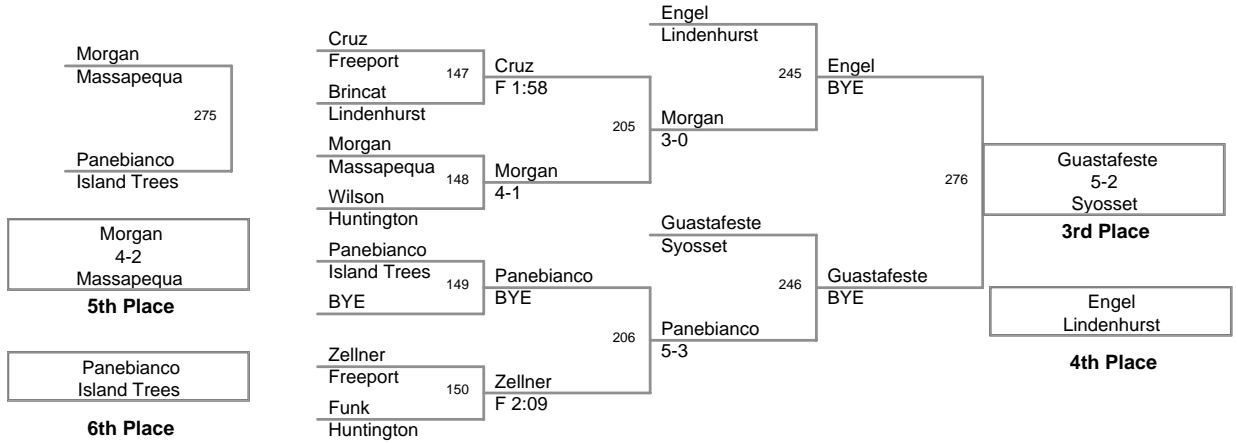 Morgan
Massapequa
275
Panebianco
Island Trees
Morgan
4-2
Massapequa
5th Place
Panebianco
Island Trees
6th Place
Cruz
Freeport
147
Brincat
Lindenhurst
Morgan
Massapequa
148
Wilson
Huntington
Panebianco
Island Trees
149
BYE
Zellner
Freeport
150
Funk
Huntington
Cruz
F 1:58
205
Morgan
4-1
Panebianco
BYE
206
Zellner
F 2:09
Engel
Lindenhurst
245
Morgan
3-0
Guastafeste
Syosset
246
Panebianco
5-3
Engel
BYE
276
Guastafeste
BYE
Guastafeste
5-2
Syosset
3rd Place
Engel
Lindenhurst
4th Place